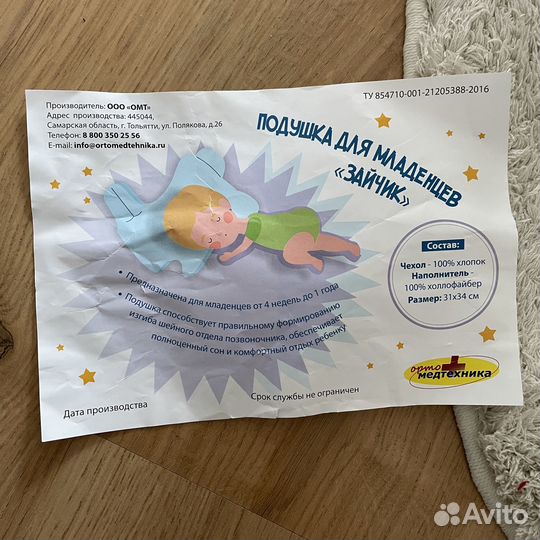 Производитель: ООО «ОМТ»
Адрес производства: 445044,
Самарская область, г. Тольятти, ул. Полякова, д.26
Телефон: 8 800 350 25 56
E-mail: info@ortomedtehnika.ru
ТУ 854710-001-21205388-2016
ПОДУШКА ДЛЯ МЛАДЕНЦЕВ
«ЗАЙЧИК»
Состав:
Чехол - 100% хлопок
Наполнитель -
100% холлофайбер
Размер: 31х34 см
• Предназначена для младенцев от 4 недель до 1 года
• Подушка способствует правильному формированию
изгиба шейного отдела позвоночника, обеспечивает
полноценный сон и комфортный отдых ребенку
орто
медтехника
Срок службы не ограничен
Дата производства
Avito